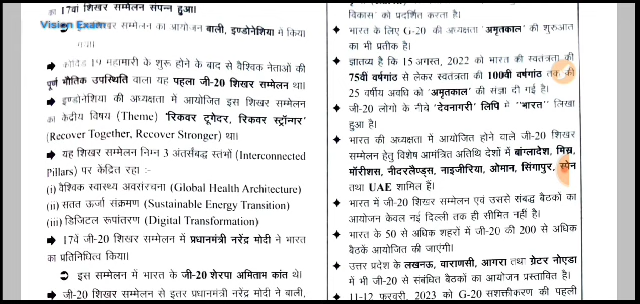 का 17वां शिखर सम्मेलन संपन्न हुआ।
Vision Exam
शिखर सम्मेलन का आयोजन बाली, इण्डोनेशिया में किया
गया।
➡ कोविड 19 महामारी के शुरू होने के बाद से वैश्विक नेताओं की
पूर्ण भौतिक उपस्थिति वाला यह पहला जी-20 शिखर सम्मेलन था।
➡ इण्डोनेशिया की अध्यक्षता में आयोजित इस शिखर सम्मेलन
का केंद्रीय विषय (Theme) 'रिकवर टूगेदर, रिकवर स्ट्रॉन्गर'
(Recover Together, Recover Stronger) था।
➡ यह शिखर सम्मेलन निम्न 3 अंतर्संबद्ध स्तंभों (Interconnected
Pillars) पर केंद्रित रहा :-
(i) वैश्विक स्वास्थ्य अवसंरचना (Global Health Architecture)
(ii) सतत ऊर्जा संक्रमण (Sustainable Energy Transition)
(iii) डिजिटल रूपांतरण (Digital Transformation)
➡ 17वें जी-20 शिखर सम्मेलन में प्रधानमंत्री नरेंद्र मोदी ने भारत
का प्रतिनिधित्व किया।
➲ इस सम्मेलन में भारत के जी-20 शेरपा अमिताभ कांत थे।
➡ जी-20 शिखर सम्मेलन से इतर प्रधानमंत्री नरेंद्र मोदी ने बाली,
विकास' को प्रदर्शित करता है।
✦ भारत के लिए G-20 की अध्यक्षता 'अमृतकाल' की शुरुआत
का भी प्रतीक है।
✦ ज्ञातव्य है कि 15 अगस्त, 2022 को भारत की स्वतंत्रता की
75वीं वर्षगांठ से लेकर स्वतंत्रता की 100वीं वर्षगांठ तक की
25 वर्षीय अवधि को 'अमृतकाल' की संज्ञा दी गई है।
✦ जी-20 लोगो के नीचे 'देवनागरी' लिपि में "भारत" लिखा
हुआ है।
✦ भारत की अध्यक्षता में आयोजित होने वाले जी-20 शिखर
सम्मेलन हेतु विशेष आमंत्रित अतिथि देशों में बांग्लादेश, मिस्र,
मॉरीशस, नीदरलैण्ड्स, नाइजीरिया, ओमान, सिंगापुर, स्पेन
तथा UAE शामिल हैं।
✦ भारत में जी-20 शिखर सम्मेलन एवं उससे संबद्ध बैठकों का
आयोजन केवल नई दिल्ली तक ही सीमित नहीं है।
✦ भारत के 50 से अधिक शहरों में जी-20 की 200 से अधिक
बैठकें आयोजित की जाएंगी।
✦ उत्तर प्रदेश के लखनऊ, वाराणसी, आगरा तथा ग्रेटर नोएडा
में भी जी-20 से संबंधित बैठकों का आयोजन प्रस्तावित है।
✦ 11-12 फरवरी, 2023 को G-20 सशक्तीकरण की पहली